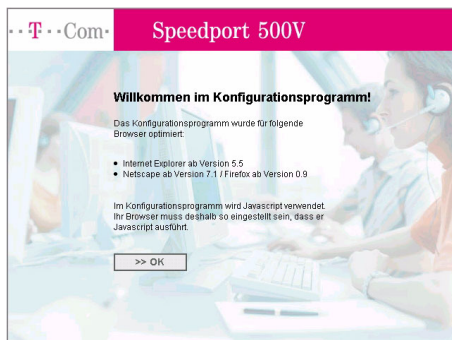 ··T··Com·
Speedport 500V
Willkommen im Konfigurationsprogramm!
Das Konfigurationsprogramm wurde für folgende
Browser optimiert:
• Internet Explorer ab Version 5.5
• Netscape ab Version 7.1 / Firefox ab Version 0.9
Im Konfigurationsprogramm wird Javascript verwendet.
Ihr Browser muss deshalb so eingestellt sein, dass er
Javascript ausführt.
>> OK